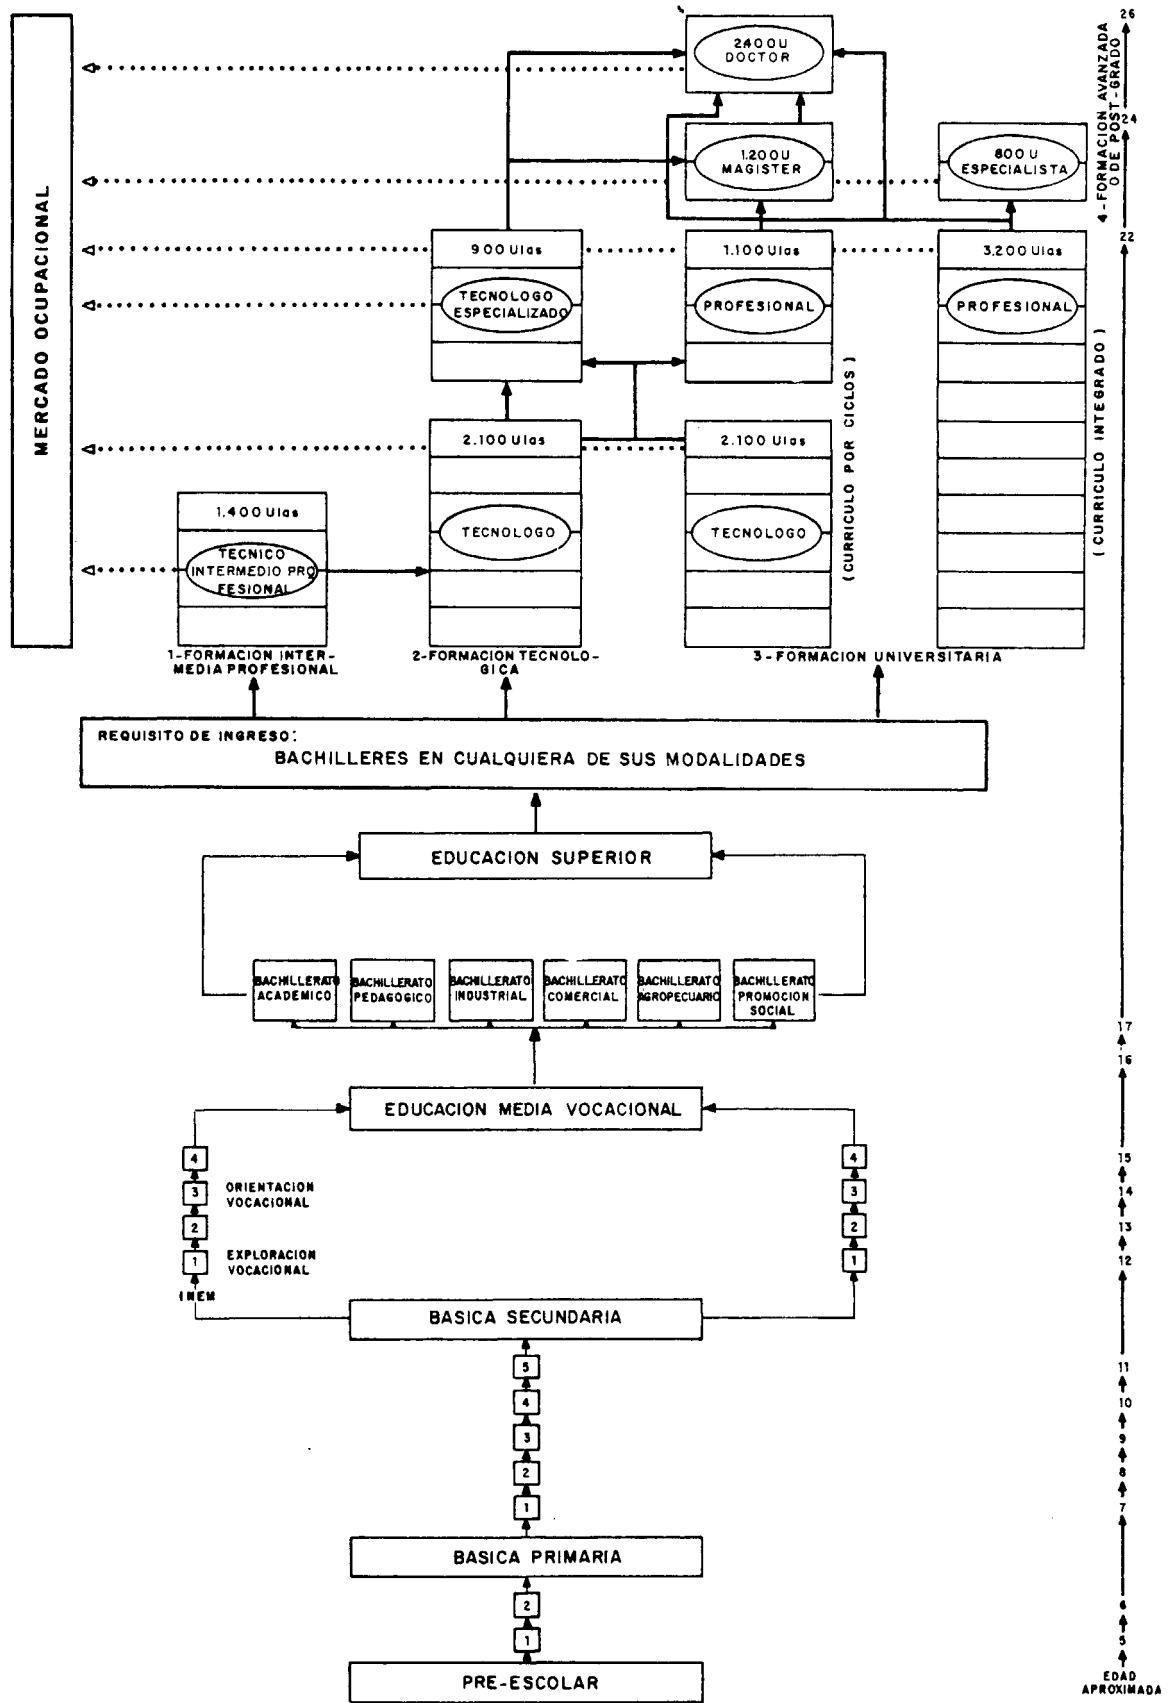 26
2.400U
DOCTOR
4-FORMACION AVANZADA
O DE POST-GRADO
24
1.200U
MAGISTER
800 U
ESPECIALISTA
MERCADO OCUPACIONAL
22
900 Ulas
1.100 Ulas
3.200 Ulas
TECNOLOGO
ESPECIALIZADO
PROFESIONAL
PROFESIONAL
(CURRICULO POR CICLOS)
(CURRICULO INTEGRADO)
2.100 Ulas
2.100 Ulas
1.400 Ulas
TECNOLOGO
TECNOLOGO
TECNICO
INTERMEDIO PRO
FESIONAL
1-FORMACION INTER-
MEDIA PROFESIONAL
2-FORMACION TECNOLO-
GICA
3-FORMACION UNIVERSITARIA
REQUISITO DE INGRESO:
BACHILLERES EN CUALQUIERA DE SUS MODALIDADES
EDUCACION SUPERIOR
BACHILLERATO
ACADEMICO
BACHILLERATO
PEDAGOGICO
BACHILLERATO
INDUSTRIAL
BACHILLERATO
COMERCIAL
BACHILLERATO
AGROPECUARIO
BACHILLERATO
PROMOCION
SOCIAL
17
16
EDUCACION MEDIA VOCACIONAL
4
4
15
3
ORIENTACION
VOCACIONAL
3
14
2
2
13
1
EXPLORACION
VOCACIONAL
1
12
INEM
BASICA SECUNDARIA
5
11
4
10
3
9
2
8
1
7
BASICA PRIMARIA
2
6
1
5
PRE-ESCOLAR
EDAD
APROXIMADA